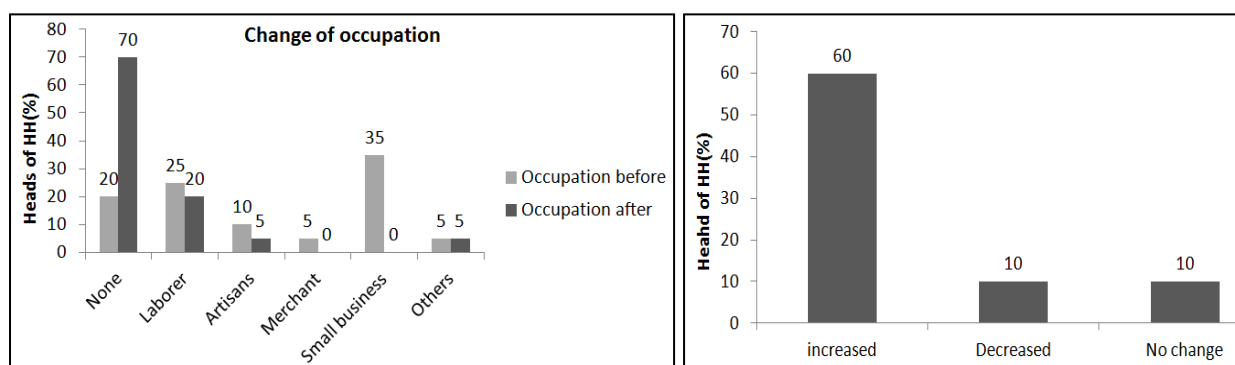 Change of occupation
Heads of HH(%)
80
70
60
50
40
30
20
10
0
20
70
25
20
10
5
5
0
35
0
5
5
None
Laborer
Artisans
Merchant
Small business
Others
Occupation before
Occupation after
Heahd of HH(%)
70
60
50
40
30
20
10
0
60
10
10
increased
Decreased
No change